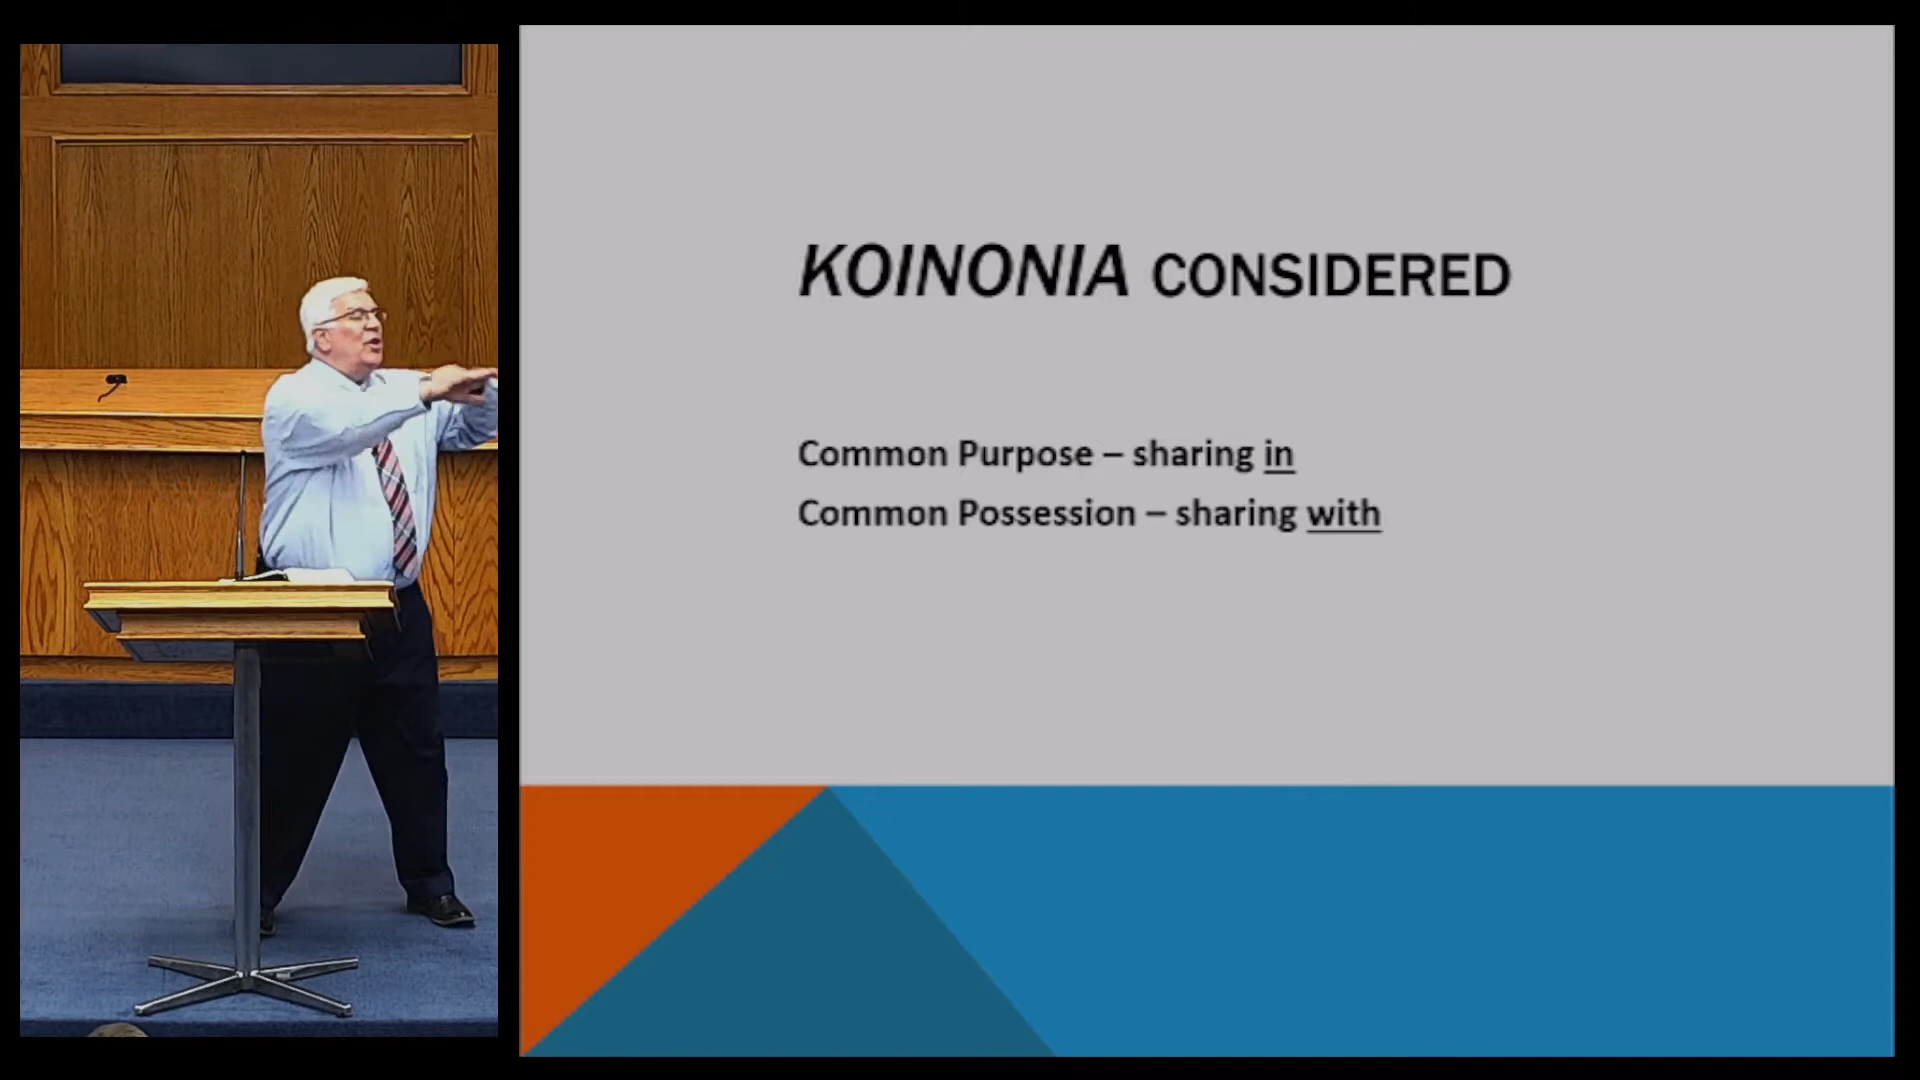 KOINONIA CONSIDERED
Common Purpose – sharing in
Common Possession – sharing with